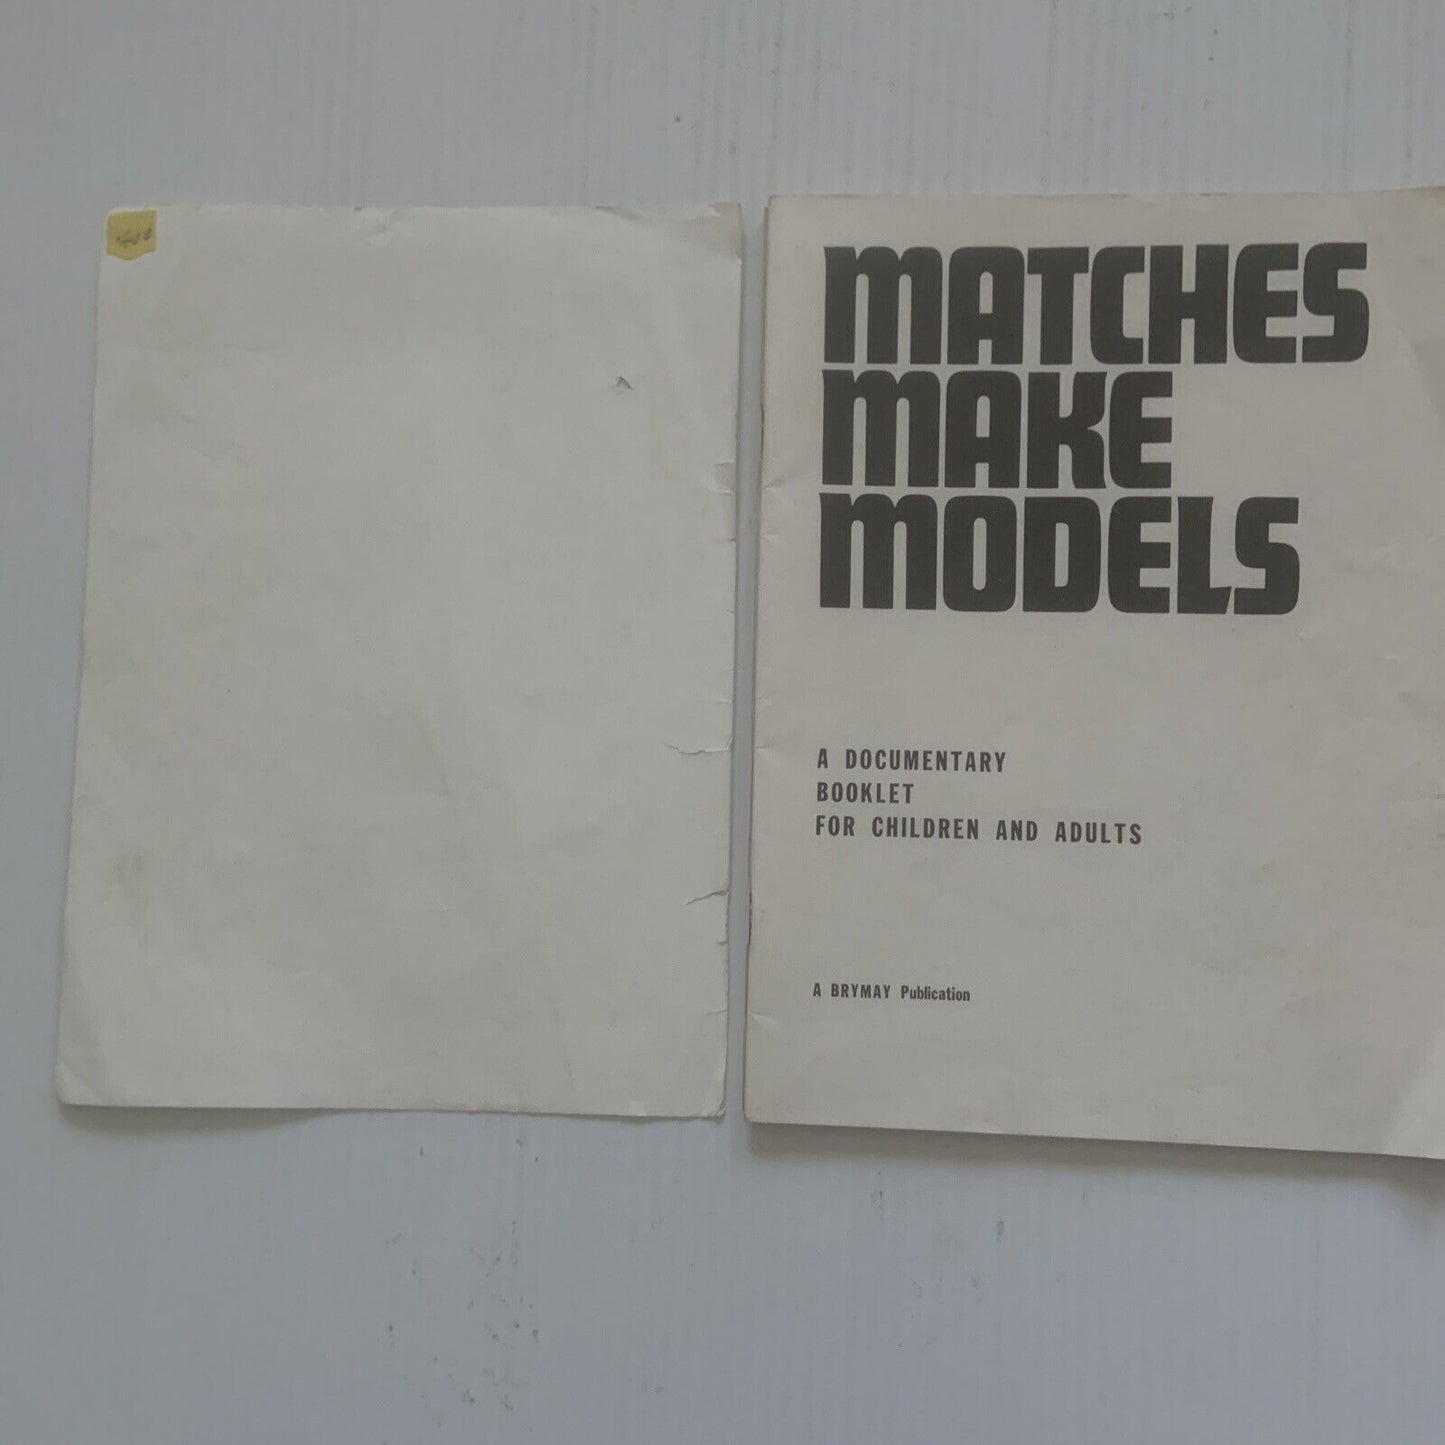 MATCHES
MAKE
MODELS
A DOCUMENTARY
BOOKLET
FOR CHILDREN AND ADULTS
A BRYMAY Publication